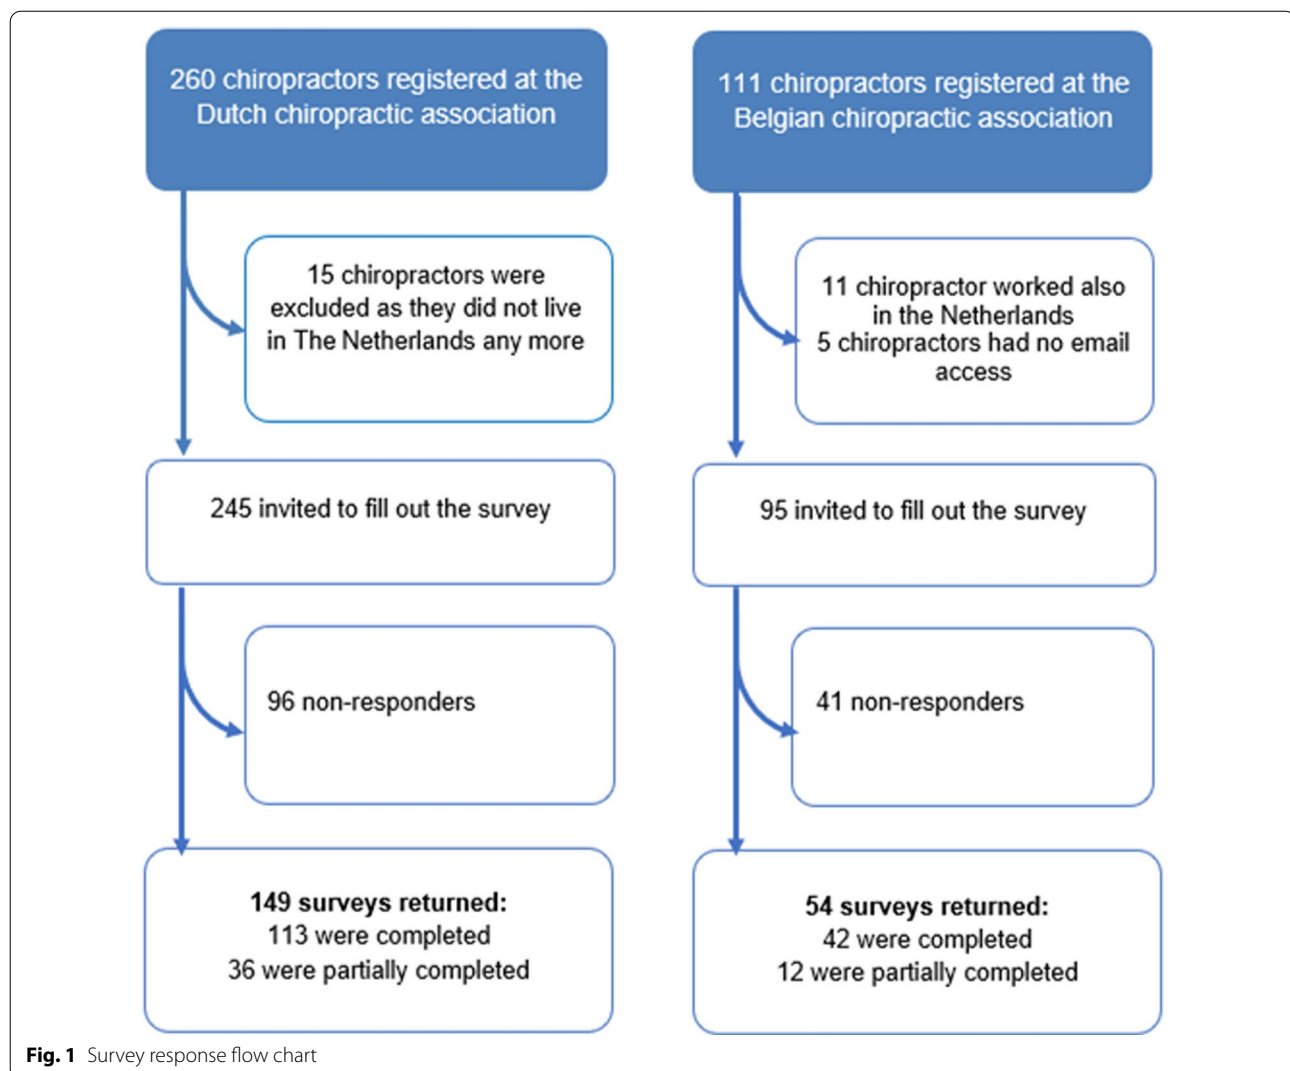 260 chiropractors registered at the
Dutch chiropractic association
111 chiropractors registered at the
Belgian chiropractic association
15 chiropractors were
excluded as they did not live
in The Netherlands any more
11 chiropractor worked also
in the Netherlands
5 chiropractors had no email
access
245 invited to fill out the survey
95 invited to fill out the survey
96 non-responders
41 non-responders
149 surveys returned:
113 were completed
36 were partially completed
54 surveys returned:
42 were completed
12 were partially completed
Fig. 1 Survey response flow chart